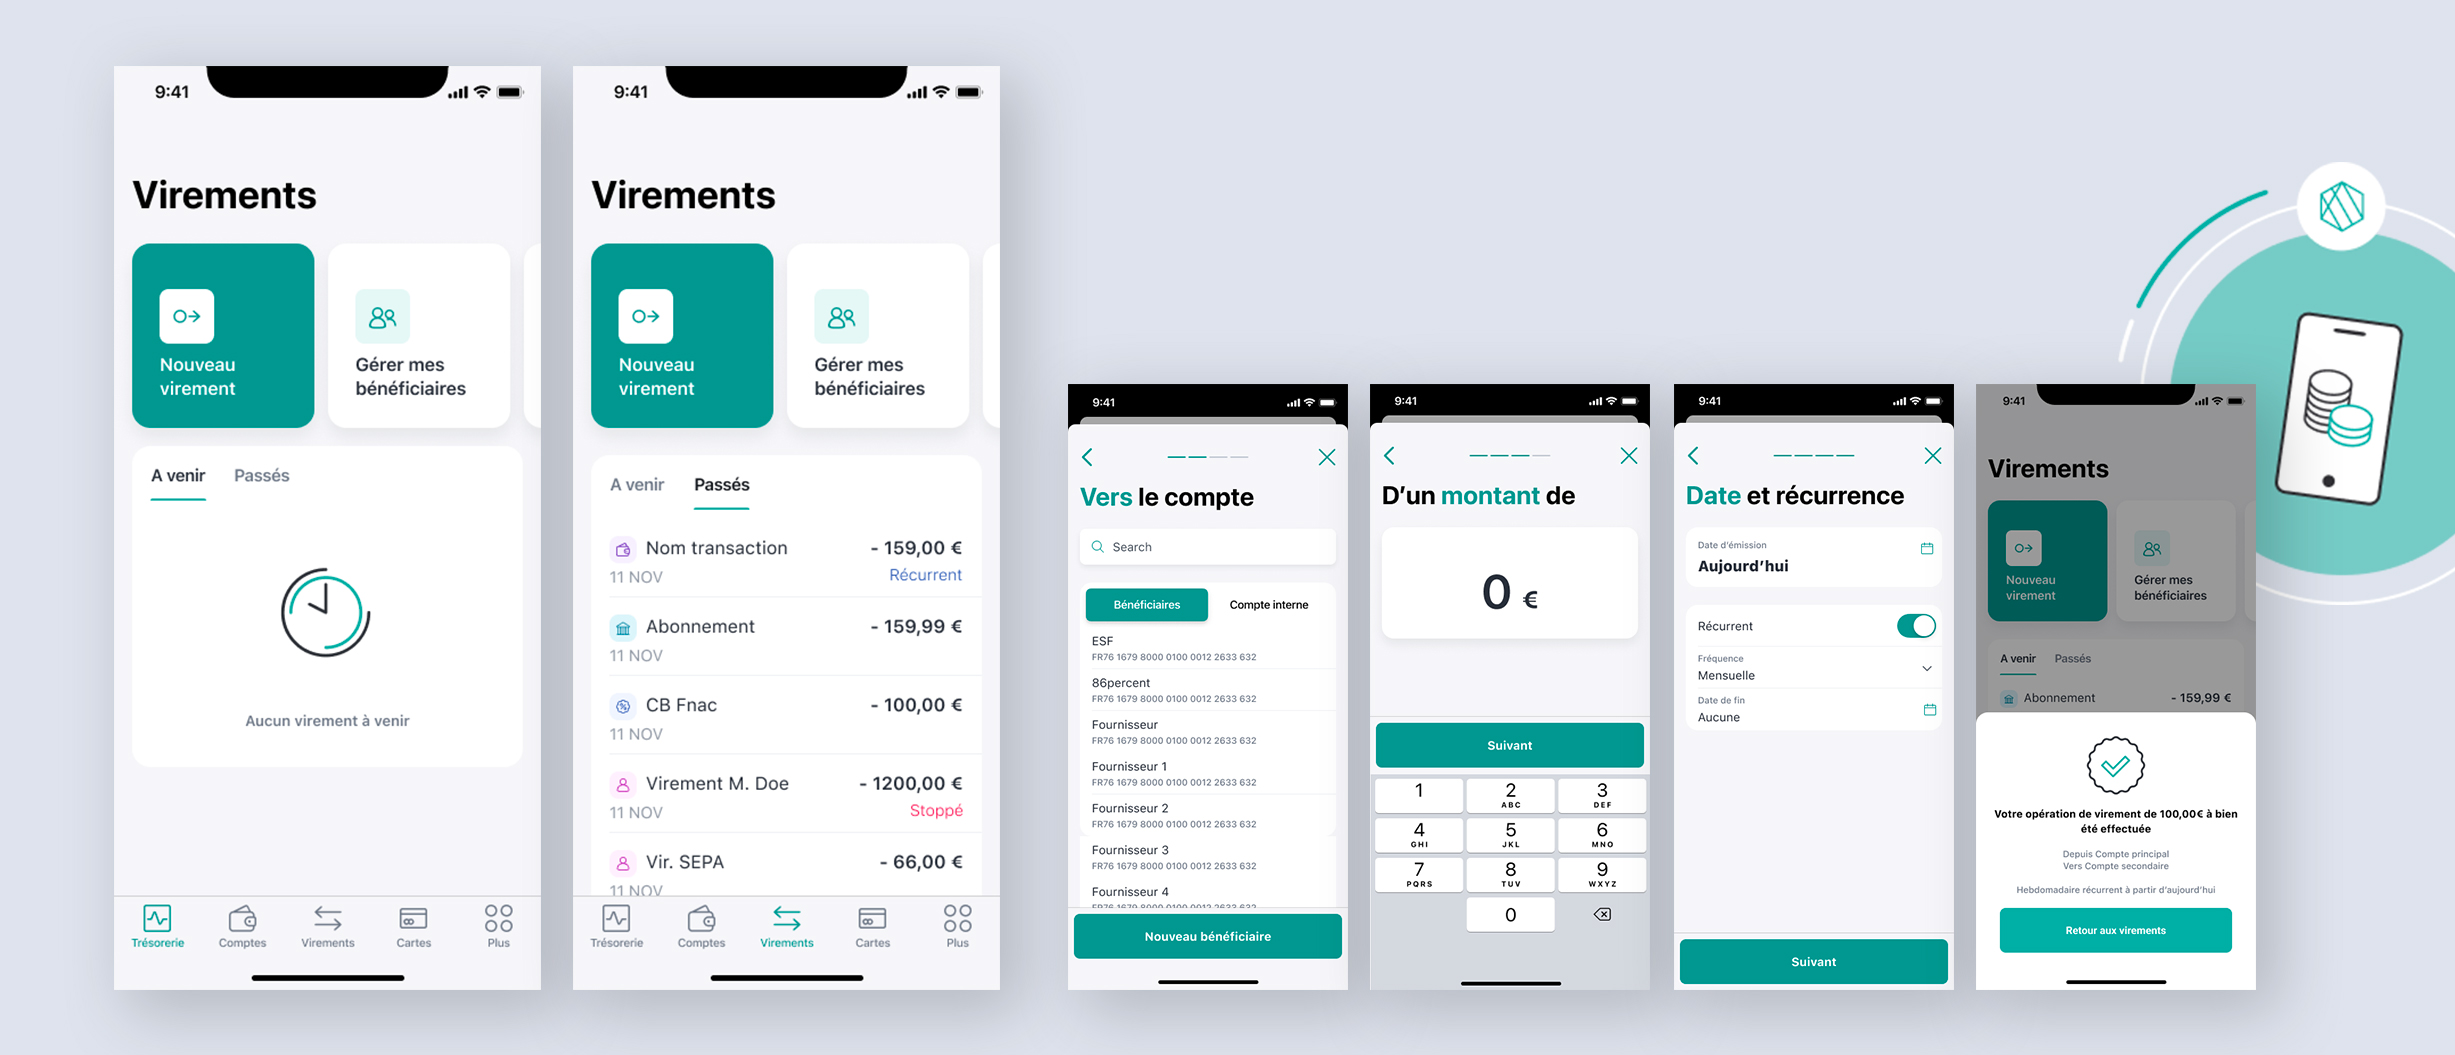 9:41
Virements
Nouveau
virement
Gérer mes
bénéficiaires
A venir Passés
Aucun virement à venir
Trésorerie Comptes Virements Cartes Plus
9:41
Virements
Nouveau
virement
Gérer mes
bénéficiaires
A venir Passés
Nom transaction - 159,00 €
11 NOV Récurrent
Abonnement - 159,99 €
11 NOV
CB Fnac - 100,00 €
11 NOV
Virement M. Doe - 1200,00 €
11 NOV Stoppé
Vir. SEPA - 66,00 €
11 NOV
Trésorerie Comptes Virements Cartes Plus
9:41
Vers le compte
Search
Bénéficiaires Compte interne
ESF
FR76 1679 8000 0100 0012 2633 632
86percent
FR76 1679 8000 0100 0012 2633 632
Fournisseur
FR76 1679 8000 0100 0012 2633 632
Fournisseur 1
FR76 1679 8000 0100 0012 2633 632
Fournisseur 2
FR76 1679 8000 0100 0012 2633 632
Fournisseur 3
FR76 1679 8000 0100 0012 2633 632
Fournisseur 4
FR76 1679 8000 0100 0012 2633 632
Nouveau bénéficiaire
9:41
D'un montant de
0 €
Suivant
1 2 3
ABC DEF
4 5 6
GHI JKL MNO
7 8 9
PQRS TUV WXYZ
0
9:41
Date et récurrence
Date d'émission
Aujourd'hui
Récurrent
Fréquence
Mensuelle
Date de fin
Aucune
Suivant
9:41
Virements
Nouveau
virement
Gérer mes
bénéficiaires
A venir Passés
Abonnement - 159,99 €
Votre opération de virement de 100,00€ à bien
été effectuée
Depuis Compte principal
Vers Compte secondaire
Hebdomadaire récurrent à partir d'aujourd'hui
Retour aux virements